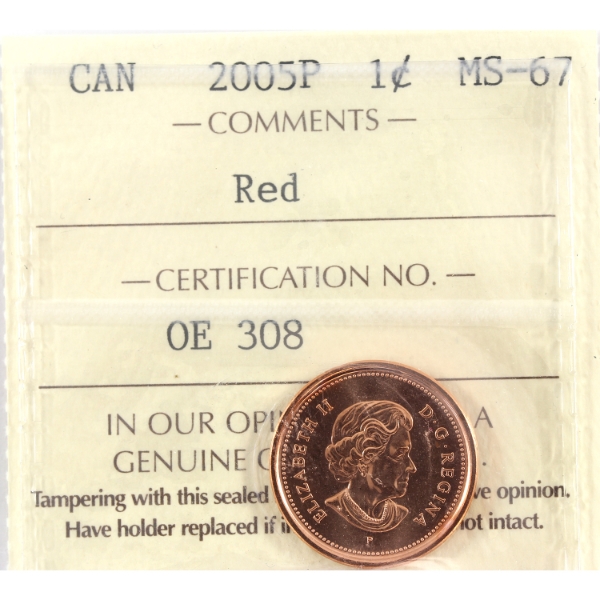 CAN 2005P 1¢ MS-67
— COMMENTS —
Red
— CERTIFICATION NO. —
OE 308
IN OUR OPI A
GENUINE .
Tampering with this sealed ve opinion.
Have holder replaced if i not intact.
ELIZABETH II D·G·REGINA
P